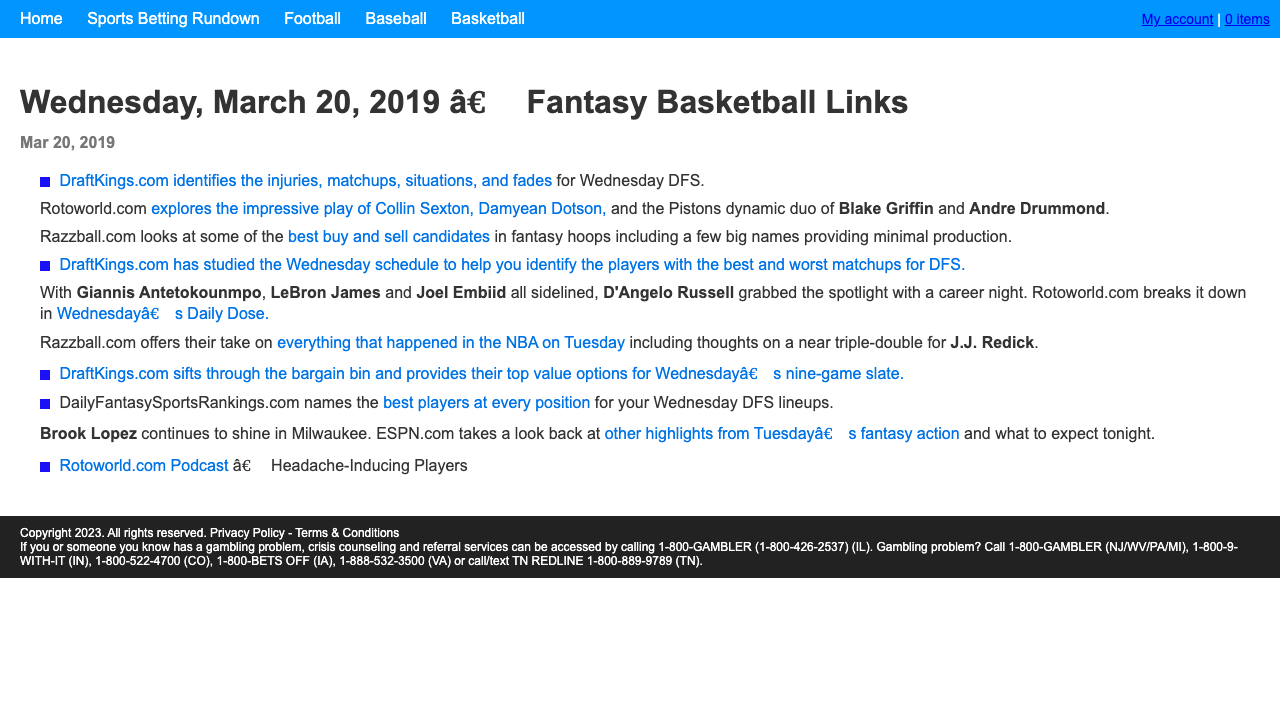 Home Sports Betting Rundown Football Baseball Basketball My account | 0 items
Wednesday, March 20, 2019 â€ Fantasy Basketball Links
Mar 20, 2019
DraftKings.com identifies the injuries, matchups, situations, and fades for Wednesday DFS.
Rotoworld.com explores the impressive play of Collin Sexton, Damyean Dotson, and the Pistons dynamic duo of Blake Griffin and Andre Drummond.
Razzball.com looks at some of the best buy and sell candidates in fantasy hoops including a few big names providing minimal production.
DraftKings.com has studied the Wednesday schedule to help you identify the players with the best and worst matchups for DFS.
With Giannis Antetokounmpo, LeBron James and Joel Embiid all sidelined, D'Angelo Russell grabbed the spotlight with a career night. Rotoworld.com breaks it down
in Wednesdayâ€ s Daily Dose.
Razzball.com offers their take on everything that happened in the NBA on Tuesday including thoughts on a near triple-double for J.J. Redick.
DraftKings.com sifts through the bargain bin and provides their top value options for Wednesdayâ€ s nine-game slate.
DailyFantasySportsRankings.com names the best players at every position for your Wednesday DFS lineups.
Brook Lopez continues to shine in Milwaukee. ESPN.com takes a look back at other highlights from Tuesdayâ€ s fantasy action and what to expect tonight.
Rotoworld.com Podcast â€ Headache-Inducing Players
Copyright 2023. All rights reserved. Privacy Policy - Terms & Conditions
If you or someone you know has a gambling problem, crisis counseling and referral services can be accessed by calling 1-800-GAMBLER (1-800-426-2537) (IL). Gambling problem? Call 1-800-GAMBLER (NJ/WV/PA/MI), 1-800-9-
WITH-IT (IN), 1-800-522-4700 (CO), 1-800-BETS OFF (IA), 1-888-532-3500 (VA) or call/text TN REDLINE 1-800-889-9789 (TN).